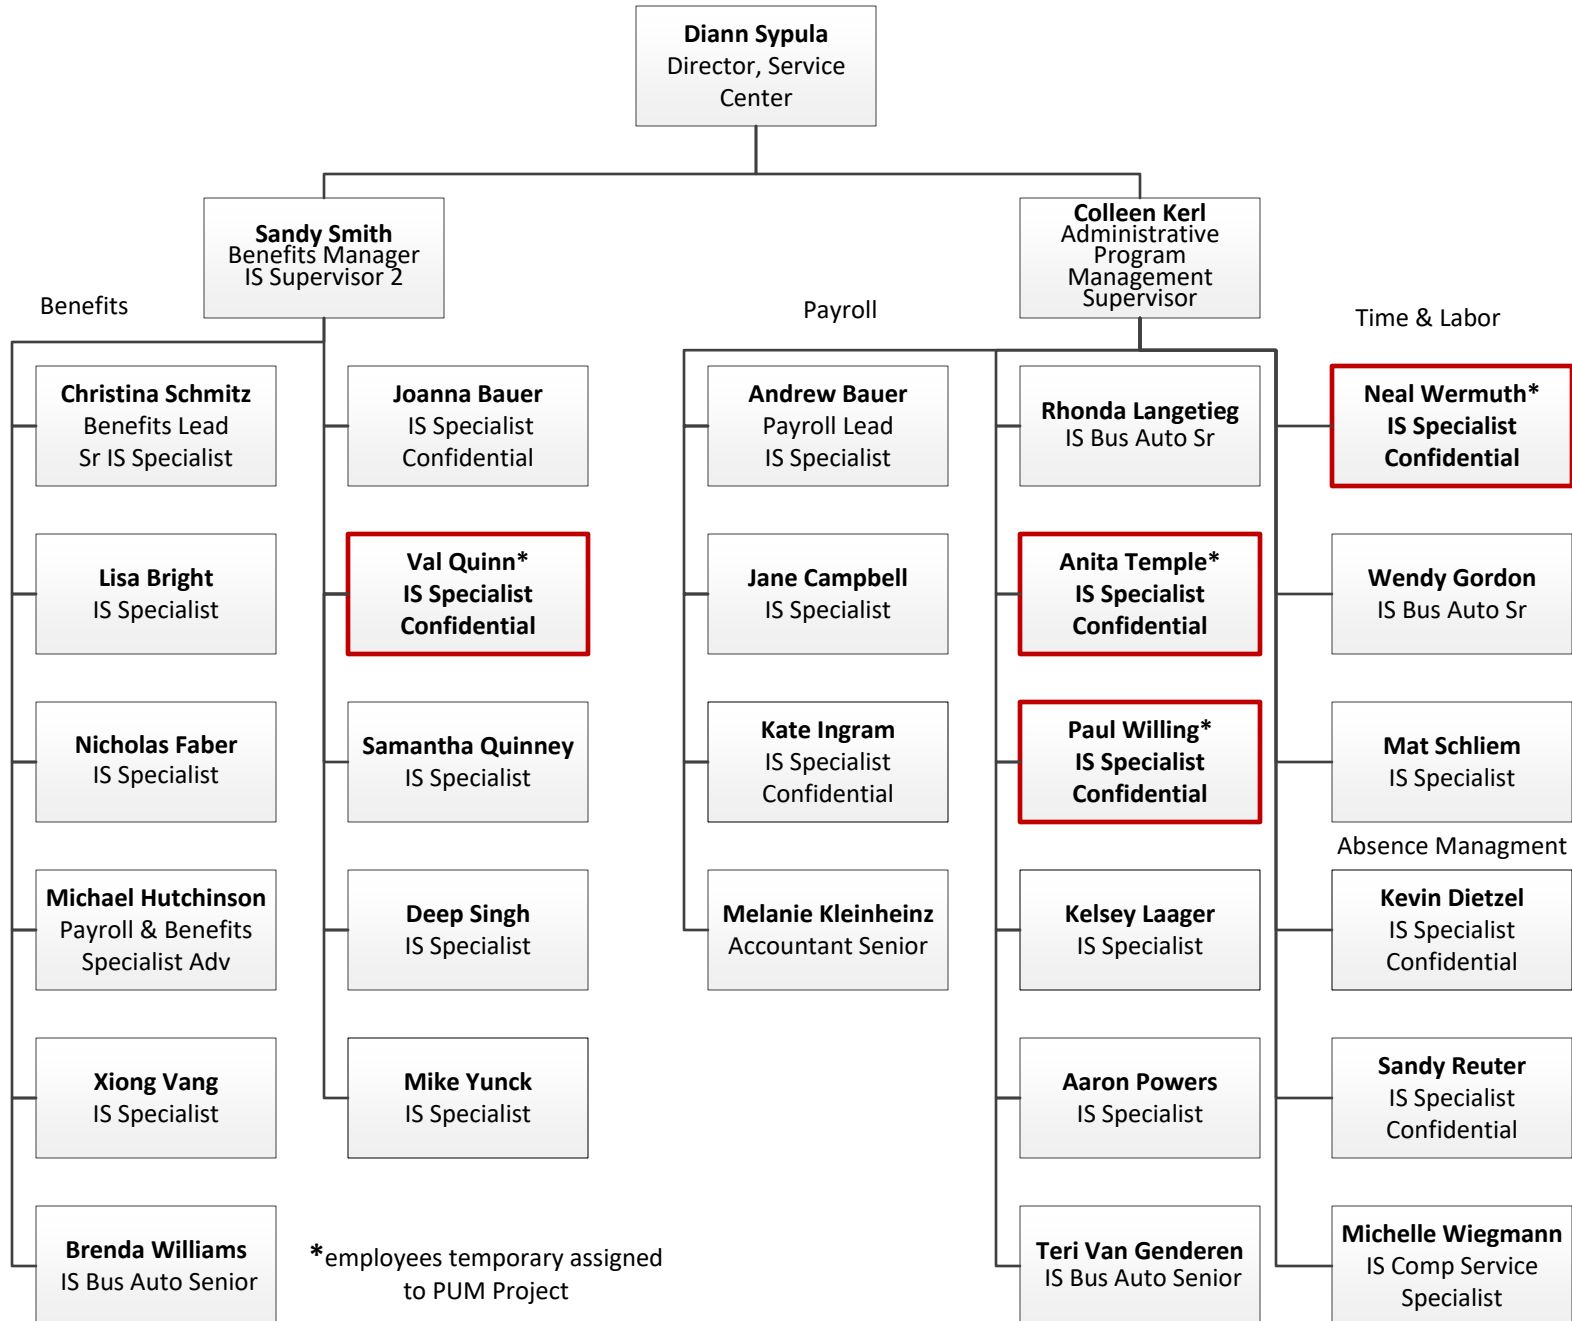 Diann Sypula
Director, Service
Center
Sandy Smith
Benefits Manager
IS Supervisor 2
Colleen Kerl
Administrative
Program
Management
Supervisor
Benefits
Payroll
Time & Labor
Christina Schmitz
Benefits Lead
Sr IS Specialist
Joanna Bauer
IS Specialist
Confidential
Andrew Bauer
Payroll Lead
IS Specialist
Rhonda Langetieg
IS Bus Auto Sr
Neal Wermuth*
IS Specialist
Confidential
Lisa Bright
IS Specialist
Val Quinn*
IS Specialist
Confidential
Jane Campbell
IS Specialist
Anita Temple*
IS Specialist
Confidential
Wendy Gordon
IS Bus Auto Sr
Nicholas Faber
IS Specialist
Samantha Quinney
IS Specialist
Kate Ingram
IS Specialist
Confidential
Paul Willing*
IS Specialist
Confidential
Mat Schliem
IS Specialist
Absence Managment
Michael Hutchinson
Payroll & Benefits
Specialist Adv
Deep Singh
IS Specialist
Melanie Kleinheinz
Accountant Senior
Kelsey Laager
IS Specialist
Kevin Dietzel
IS Specialist
Confidential
Xiong Vang
IS Specialist
Mike Yunck
IS Specialist
Aaron Powers
IS Specialist
Sandy Reuter
IS Specialist
Confidential
Brenda Williams
IS Bus Auto Senior
*employees temporary assigned
to PUM Project
Teri Van Genderen
IS Bus Auto Senior
Michelle Wiegmann
IS Comp Service
Specialist